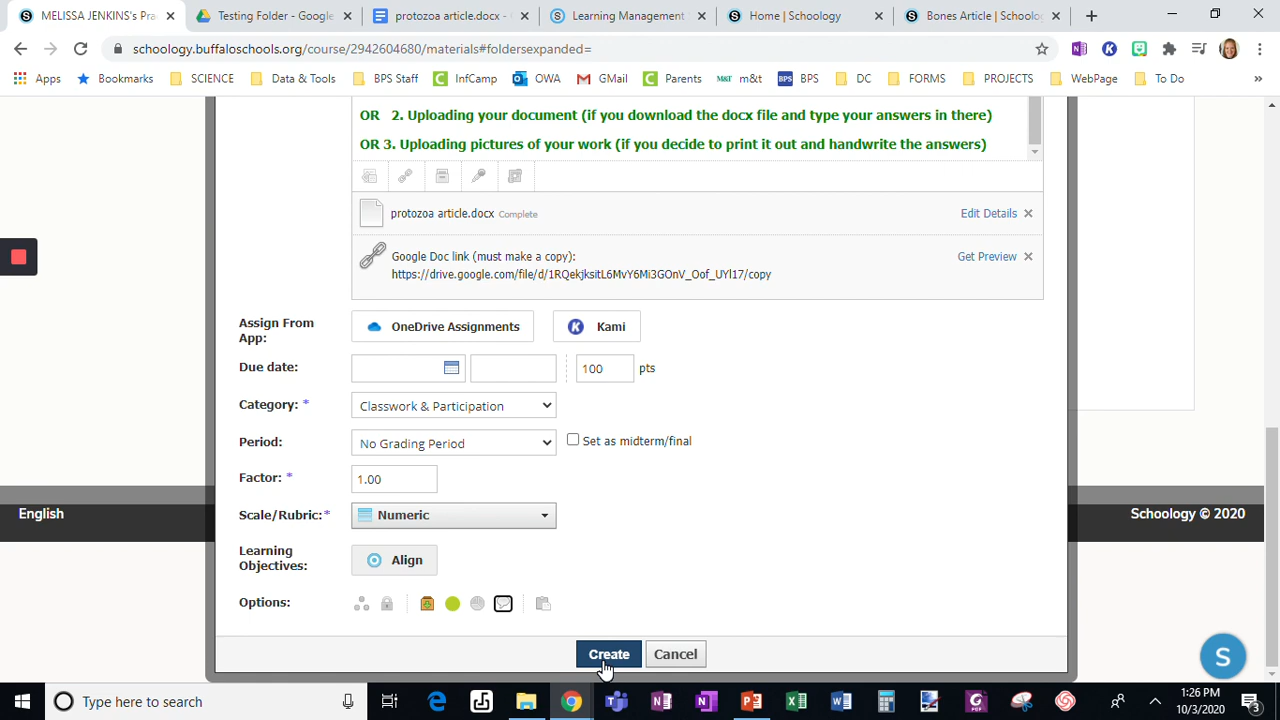 MELISSA JENKINS's Pra
Testing Folder - Google
protozoa article.docx -
Learning Management
Home | Schoology
Bones Article | Schoolo
schoology.buffaloschools.org/course/2942604680/materials#foldersexpanded=
Apps
Bookmarks
SCIENCE
Data & Tools
BPS Staff
InfCamp
OWA
GMail
Parents
M&T
m&t
BPS
BPS
DC
FORMS
PROJECTS
WebPage
To Do
OR 2. Uploading your document (if you download the docx file and type your answers in there)
OR 3. Uploading pictures of your work (if you decide to print it out and handwrite the answers)
protozoa article.docx Complete
Edit Details
Google Doc link (must make a copy):
https://drive.google.com/file/d/1RQekjksitL6MvY6Mi3GOnV_Oof_UYl17/copy
Get Preview
Assign From
App:
OneDrive Assignments
Kami
Due date:
100 pts
Category: *
Classwork & Participation
Period:
No Grading Period
Set as midterm/final
Factor: *
1.00
Scale/Rubric:*
Numeric
Learning
Objectives:
Align
Options:
Create
Cancel
English
Schoology © 2020
S
Type here to search
1:26 PM
10/3/2020
3